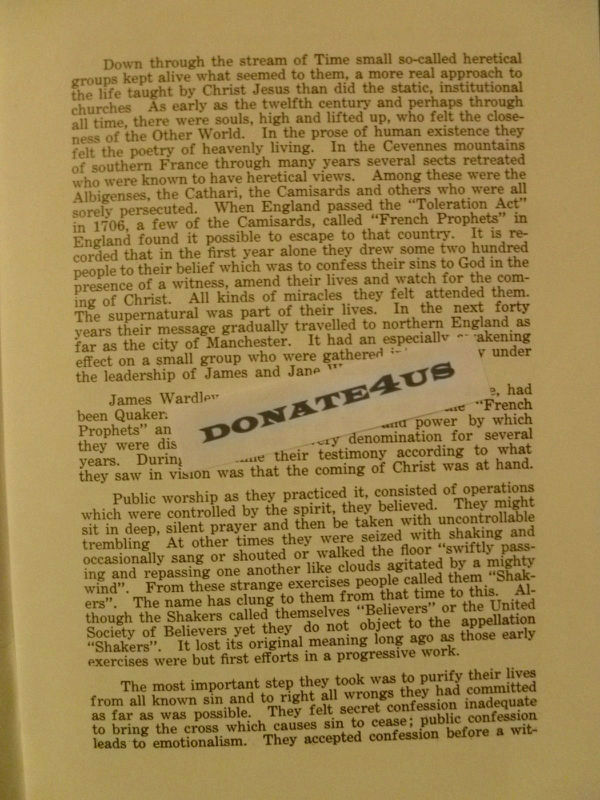 Down through the stream of Time small so-called heretical
groups kept alive what seemed to them, a more real approach to
the life taught by Christ Jesus than did the static, institutional
churches  As early as the twelfth century and perhaps through
all time, there were souls, high and lifted up, who felt the close-
ness of the Other World.  In the prose of human existence they
felt the poetry of heavenly living.  In the Cevennes mountains
of southern France through many years several sects retreated
who were known to have heretical views.  Among these were the
Albigenses, the Cathari, the Camisards and others who were all
sorely persecuted.  When England passed the "Toleration Act"
in 1706, a few of the Camisards, called "French Prophets" in
England found it possible to escape to that country.  It is re-
corded that in the first year alone they drew some two hundred
people to their belief which was to confess their sins to God in the
presence of a witness, amend their lives and watch for the com-
ing of Christ.  All kinds of miracles they felt attended them.
The supernatural was part of their lives.  In the next forty
years their message gradually travelled to northern England as
far as the city of Manchester.  It had an especially
effect on a small group who were gathered under
the leadership of James and Jane
James had
been "French
Prophets" and power by which
they were denomination for several
years. their testimony according to what
they saw in vision was that the coming of Christ was at hand.
DONATE4US
Public worship as they practiced it, consisted of operations
which were controlled by the spirit, they believed.  They might
sit in deep, silent prayer and then be taken with uncontrollable
trembling  At other times they were seized with shaking and
occasionally sang or shouted or walked the floor "swiftly pass-
ing and repassing one another like clouds agitated by a mighty
wind".  From these strange exercises people called them "Shak-
ers".  The name has clung to them from that time to this.  Al-
though the Shakers called themselves "Believers" or the United
Society of Believers yet they do not object to the appellation
"Shakers".  It lost its original meaning long ago as those early
exercises were but first efforts in a progressive work.
The most important step they took was to purify their lives
from all known sin and to right all wrongs they had committed
as far as was possible.  They felt secret confession inadequate
to bring the cross which causes sin to cease; public confession
leads to emotionalism.  They accepted confession before a wit-